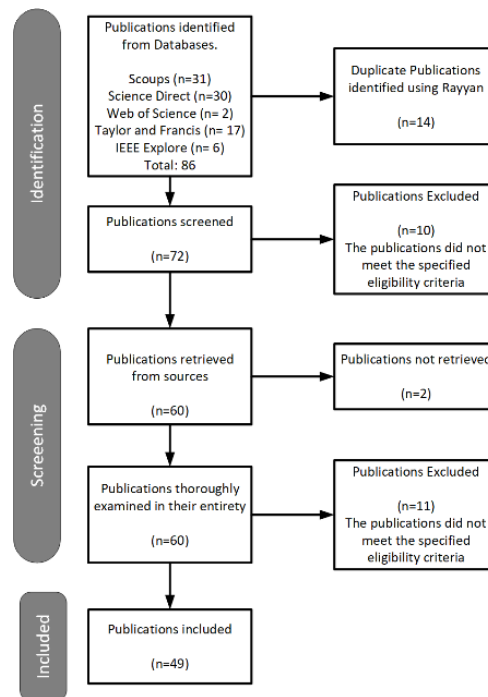 Identification
Publications identified
from Databases.
Scoups (n=31)
Science Direct (n=30)
Web of Science (n= 2)
Taylor and Francis (n= 17)
IEEE Explore (n= 6)
Total: 86
Duplicate Publications
identified using Rayyan
(n=14)
Publications screened
(n=72)
Publications Excluded
(n=10)
The publications did not
meet the specified
eligibility criteria
Screeening
Publications retrieved
from sources
(n=60)
Publications not retrieved
(n=2)
Publications thoroughly
examined in their entirety
(n=60)
Publications Excluded
(n=11)
The publications did not
meet the specified
eligibility criteria
Included
Publications included
(n=49)